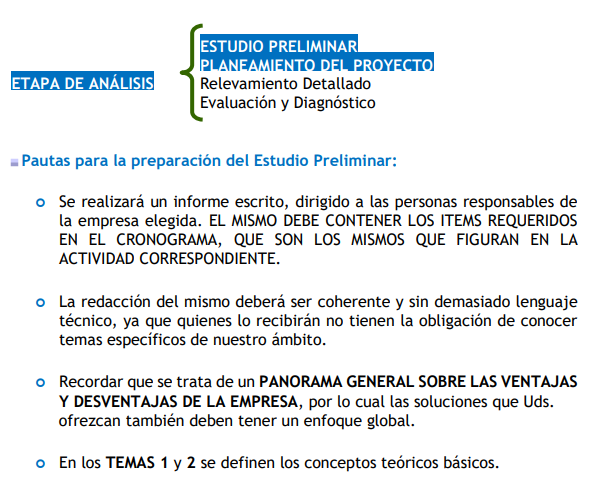 ETAPA DE ANÁLISIS
ESTUDIO PRELIMINAR
PLANEAMIENTO DEL PROYECTO
Relevamiento Detallado
Evaluación y Diagnóstico
Pautas para la preparación del Estudio Preliminar:
Se realizará un informe escrito, dirigido a las personas responsables de
la empresa elegida. EL MISMO DEBE CONTENER LOS ITEMS REQUERIDOS
EN EL CRONOGRAMA, QUE SON LOS MISMOS QUE FIGURAN EN LA
ACTIVIDAD CORRESPONDIENTE.
La redacción del mismo deberá ser coherente y sin demasiado lenguaje
técnico, ya que quienes lo recibirán no tienen la obligación de conocer
temas específicos de nuestro ámbito.
Recordar que se trata de un PANORAMA GENERAL SOBRE LAS VENTAJAS
Y DESVENTAJAS DE LA EMPRESA, por lo cual las soluciones que Uds.
ofrezcan también deben tener un enfoque global.
En los TEMAS 1 y 2 se definen los conceptos teóricos básicos.